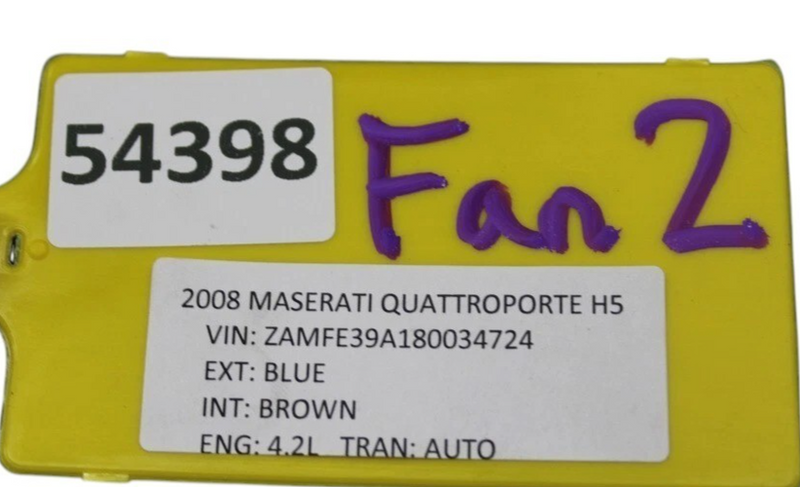 54398
Fan 2
2008 MASERATI QUATTROPORTE H5
VIN: ZAMFE39A180034724
EXT: BLUE
INT: BROWN
ENG: 4.2L TRAN: AUTO